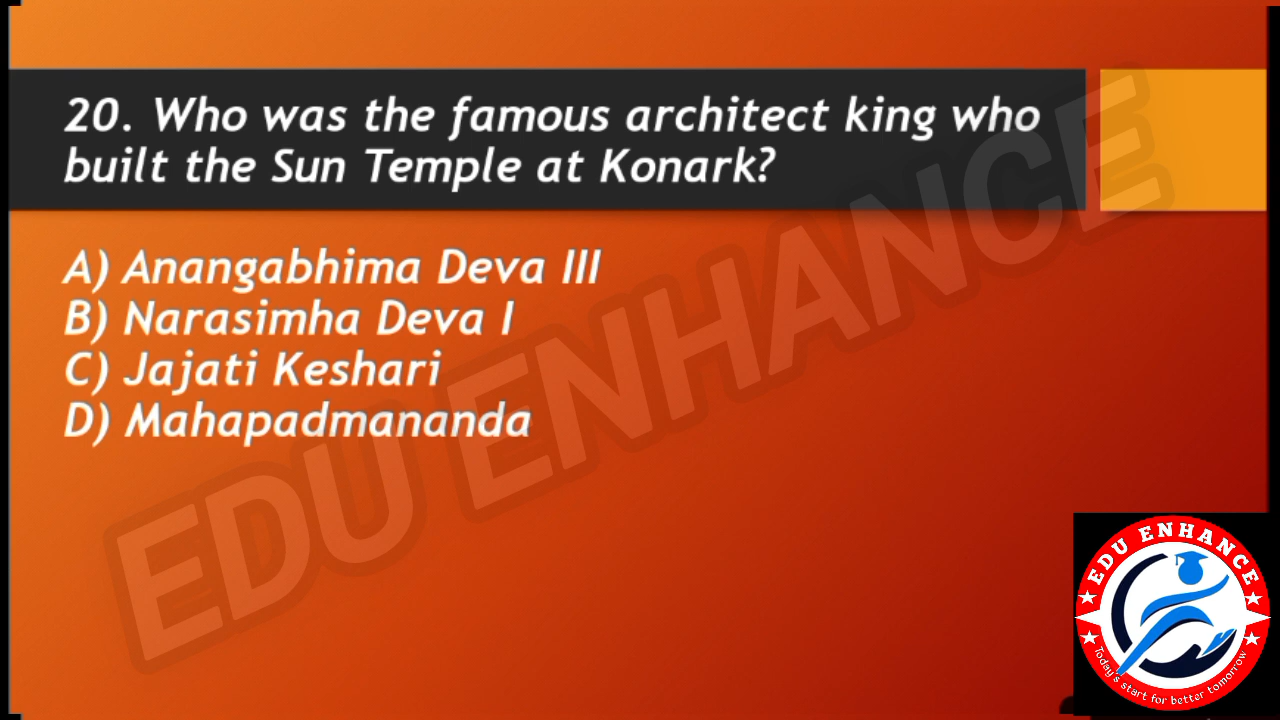 20. Who was the famous architect king who
built the Sun Temple at Konark?
A) Anangabhima Deva III
B) Narasimha Deva I
C) Jajati Keshari
D) Mahapadmananda
EDU ENHANCE
EDU ENHANCE
Today's start for better tomorrow